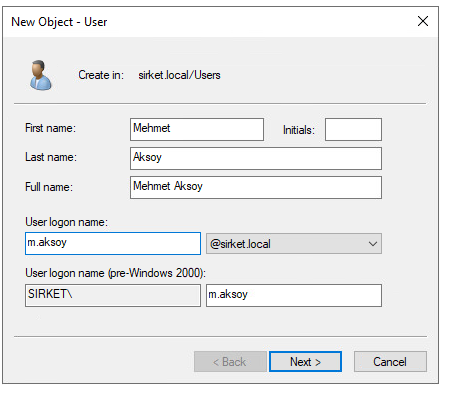 New Object - User
Create in: sirket.local/Users
First name: Mehmet Initials:
Last name: Aksoy
Full name: Mehmet Aksoy
User logon name:
m.aksoy @sirket.local
User logon name (pre-Windows 2000):
SIRKET\ m.aksoy
< Back Next > Cancel